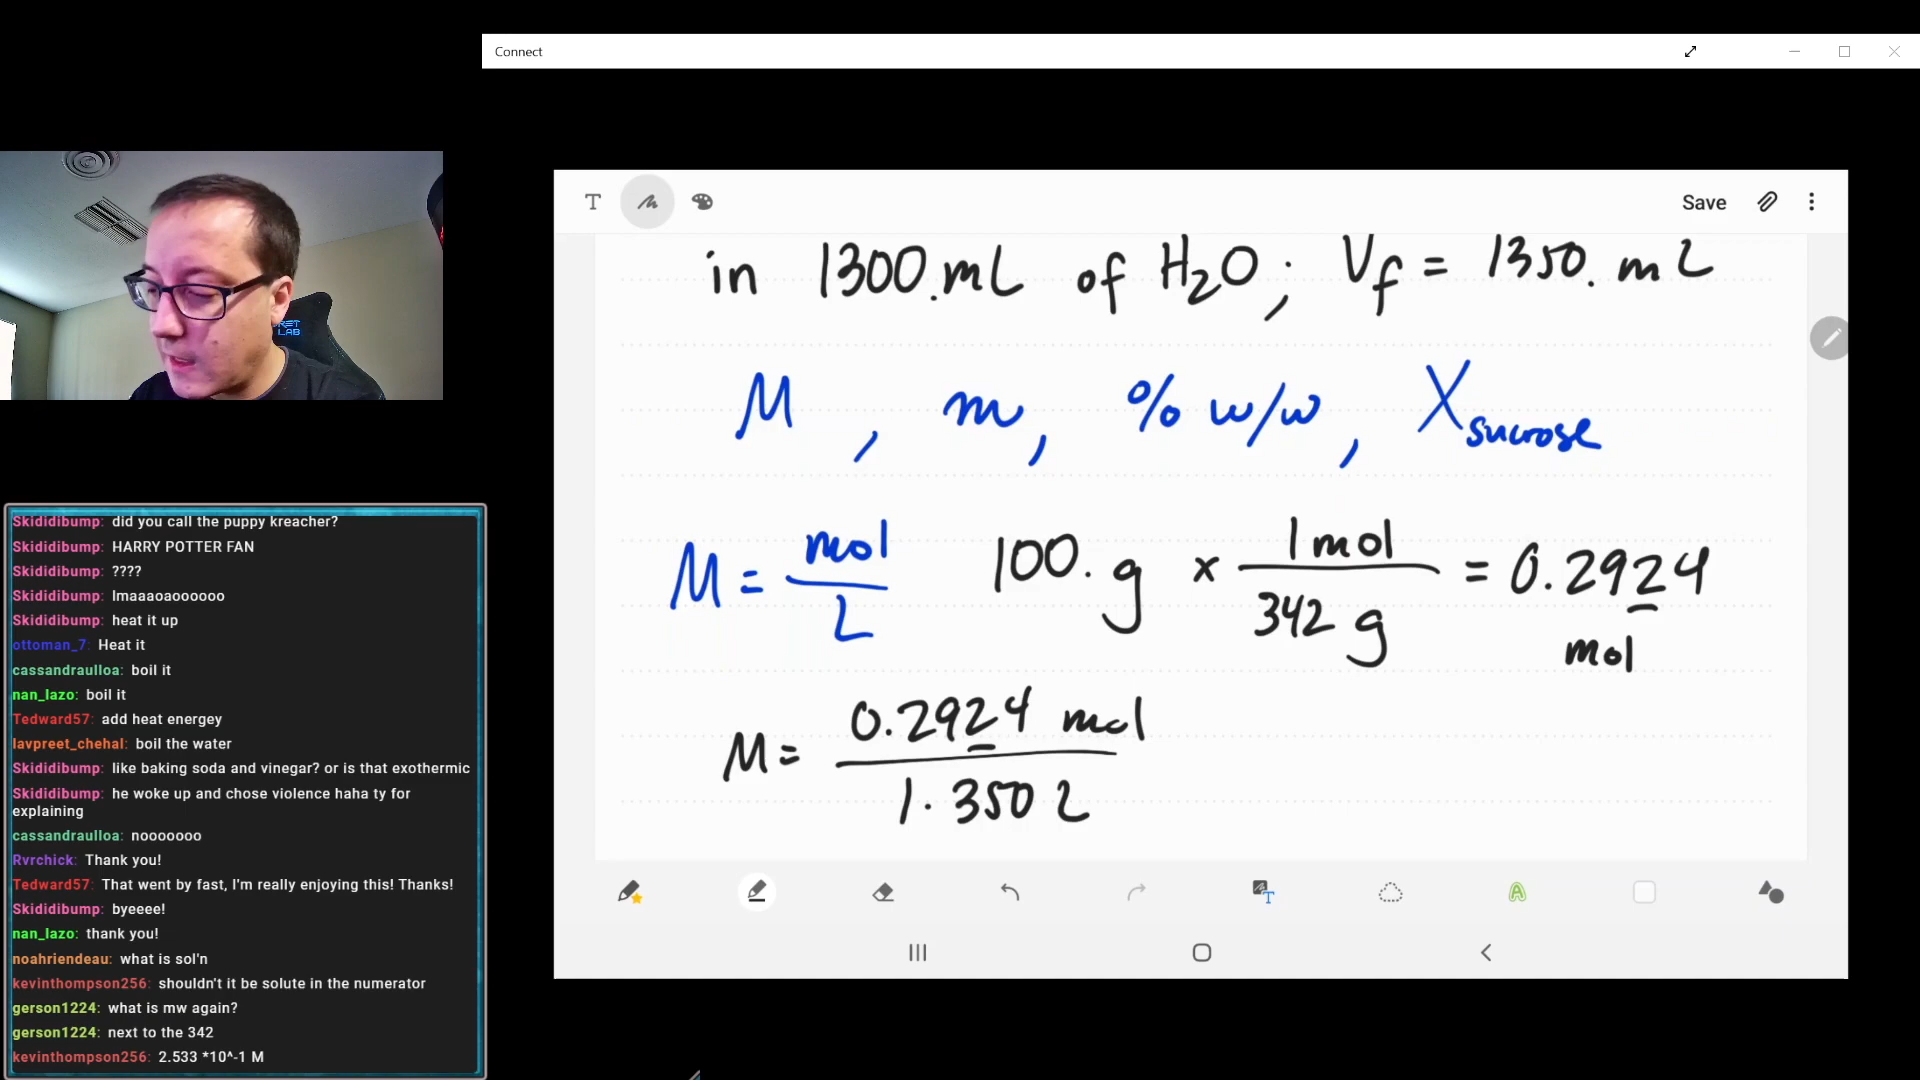 Connect
T
Save
in 1300. mL of H₂O; Vf = 1350. mL
M, m, % w/w, Xsucrose
M = mol/L 100. g x 1 mol/342 g = 0.2924 mol
M = 0.2924 mol/1.350 L
T
A
RET
LAB
Skididibump: did you call the puppy kreacher?
Skididibump: HARRY POTTER FAN
Skididibump: ????
Skididibump: lmaaaoaoooooo
Skididibump: heat it up
ottoman_7: Heat it
cassandraulloa: boil it
nan_lazo: boil it
Tedward57: add heat energey
lavpreet_chehal: boil the water
Skididibump: like baking soda and vinegar? or is that exothermic
Skididibump: he woke up and chose violence haha ty for
explaining
cassandraulloa: nooooooo
Rvrchick: Thank you!
Tedward57: That went by fast, I'm really enjoying this! Thanks!
Skididibump: byeeee!
nan_lazo: thank you!
noahriendeau: what is sol'n
kevinthompson256: shouldn't it be solute in the numerator
gerson1224: what is mw again?
gerson1224: next to the 342
kevinthompson256: 2.533 *10^-1 M